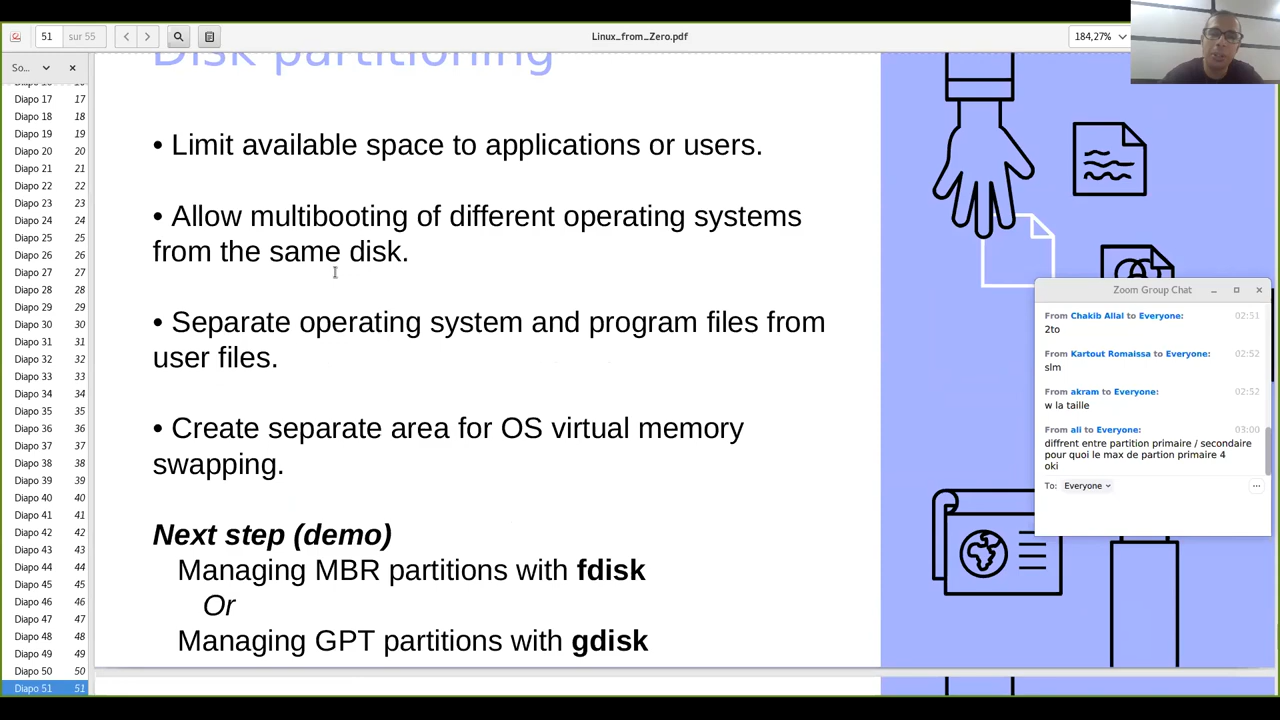 51
sur 55
Linux_from_Zero.pdf
184,27%
So...
Diapo 17 17
Diapo 18 18
Diapo 19 19
Diapo 20 20
Diapo 21 21
Diapo 22 22
Diapo 23 23
Diapo 24 24
Diapo 25 25
Diapo 26 26
Diapo 27 27
Diapo 28 28
Diapo 29 29
Diapo 30 30
Diapo 31 31
Diapo 32 32
Diapo 33 33
Diapo 34 34
Diapo 35 35
Diapo 36 36
Diapo 37 37
Diapo 38 38
Diapo 39 39
Diapo 40 40
Diapo 41 41
Diapo 42 42
Diapo 43 43
Diapo 44 44
Diapo 45 45
Diapo 46 46
Diapo 47 47
Diapo 48 48
Diapo 49 49
Diapo 50 50
Diapo 51 51
Disk partitioning
• Limit available space to applications or users.
• Allow multibooting of different operating systems
from the same disk.
• Separate operating system and program files from
user files.
• Create separate area for OS virtual memory
swapping.
Next step (demo)
Managing MBR partitions with fdisk
Or
Managing GPT partitions with gdisk
Zoom Group Chat
From Chakib Allal to Everyone: 02:51
2to
From Kartout Romaissa to Everyone: 02:52
slm
From akram to Everyone: 02:52
w la taille
From ali to Everyone: 03:00
diffrent entre partition primaire / secondaire
pour quoi le max de partion primaire 4
oki
To: Everyone